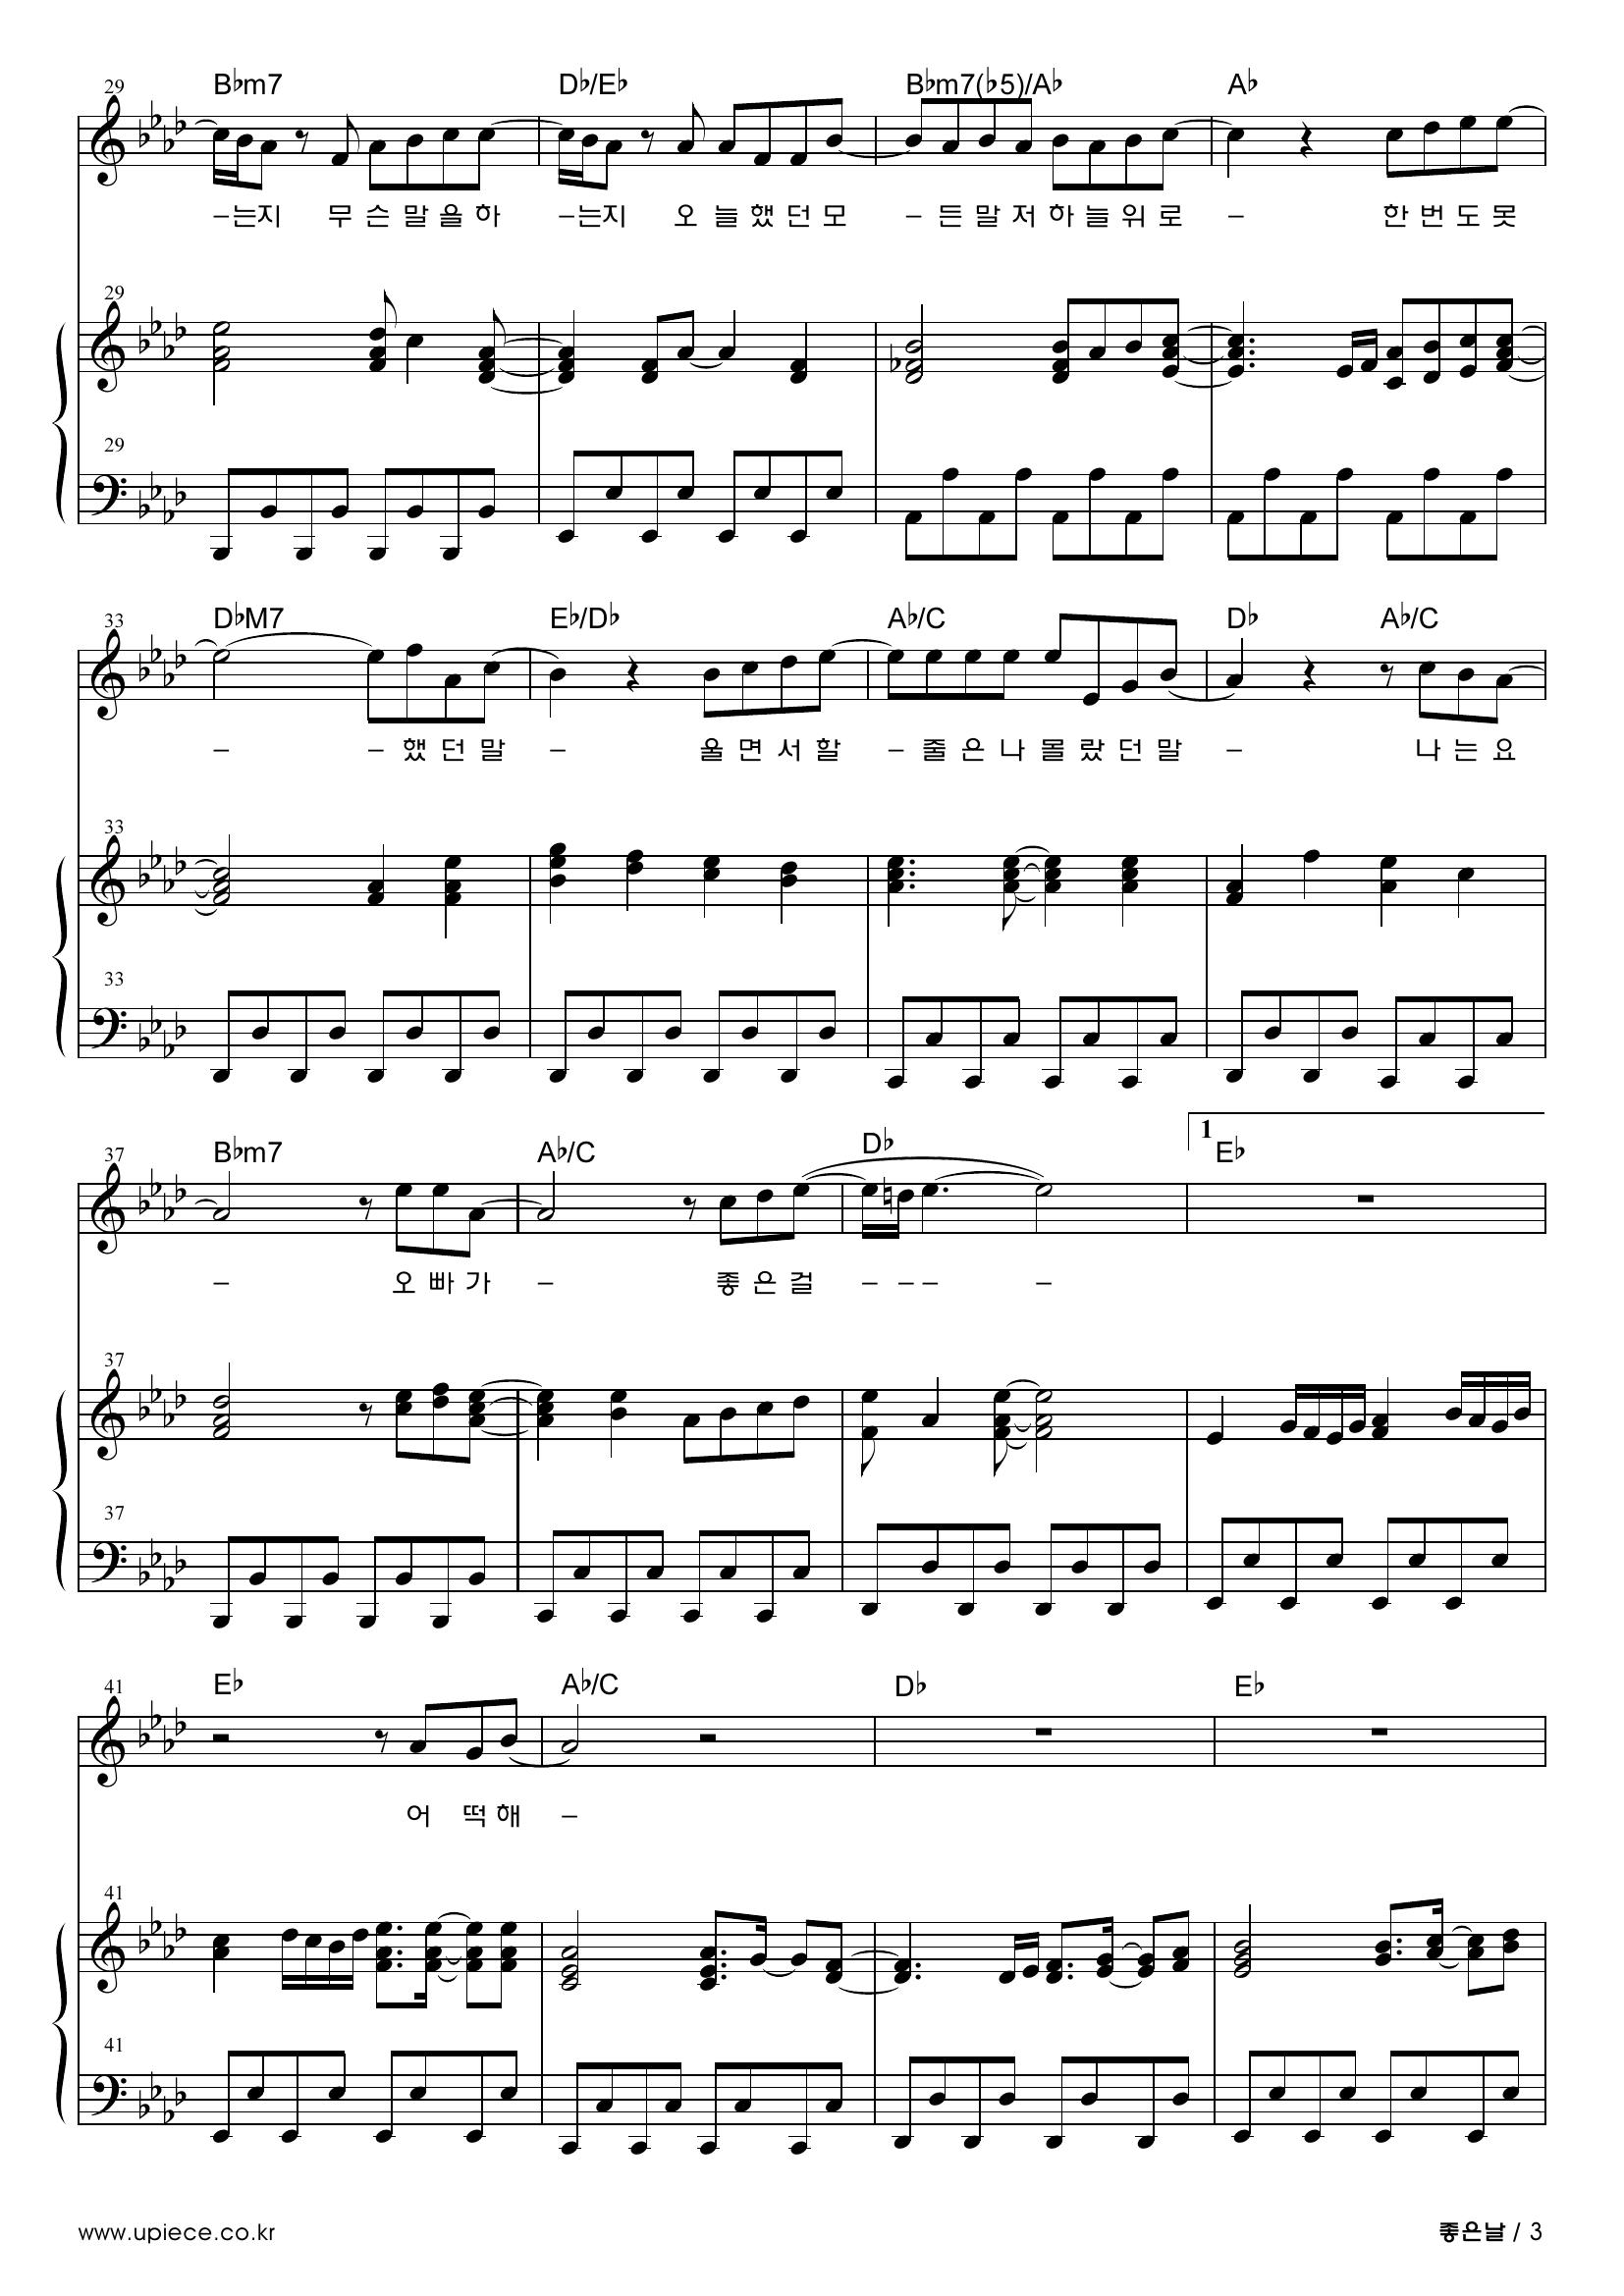 29 B♭m7 D♭/E♭ B♭m7(♭5)/A♭ A♭
–는지 무 슨 말 을 하 –는지 오 늘 했 던 모 – 든 말 저 하 늘 위 로 – 한 번 도 못
29
29
33 D♭M7 E♭/D♭ A♭/C D♭ A♭/C
– – 했 던 말 – 울 면 서 할 – 줄 은 나 몰 랐 던 말 – 나 는 요
33
33
1
37 B♭m7 A♭/C D♭ E♭
– 오 빠 가 – 좋 은 걸 – – – –
37
37
41 E♭ A♭/C D♭ E♭
어 떡 해 –
41
41
www.upiece.co.kr 좋은날 / 3